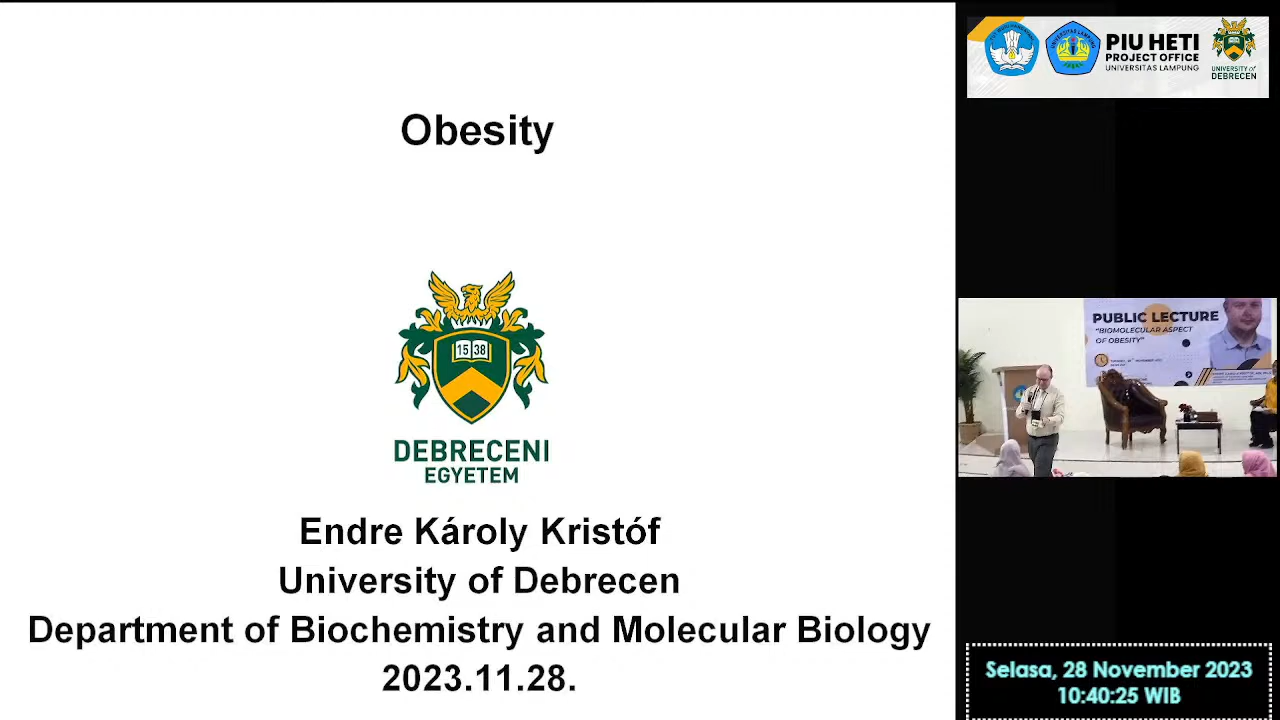 Obesity
15 38
DEBRECENI
EGYETEM
Endre Károly Kristóf
University of Debrecen
Department of Biochemistry and Molecular Biology
2023.11.28.
PIU HETI
PROJECT OFFICE
UNIVERSITAS LAMPUNG
UNIVERSITY of
DEBRECEN
PUBLIC LECTURE
"BIOMOLECULAR ASPECT
OF OBESITY"
Selasa, 28 November 2023
10:40:25 WIB